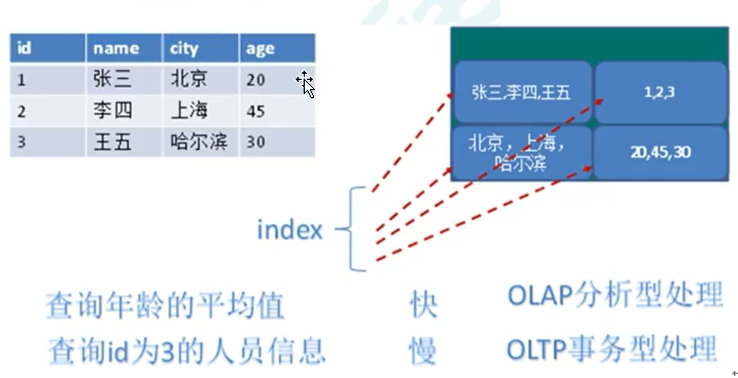 id name city age
1 张三 北京 20
2 李四 上海 45
3 王五 哈尔滨 30
张三,李四,王五
1,2,3
北京，上海，
哈尔滨
20,45,30
index
查询年龄的平均值 快 OLAP分析型处理
查询id为3的人员信息 慢 OLTP事务型处理